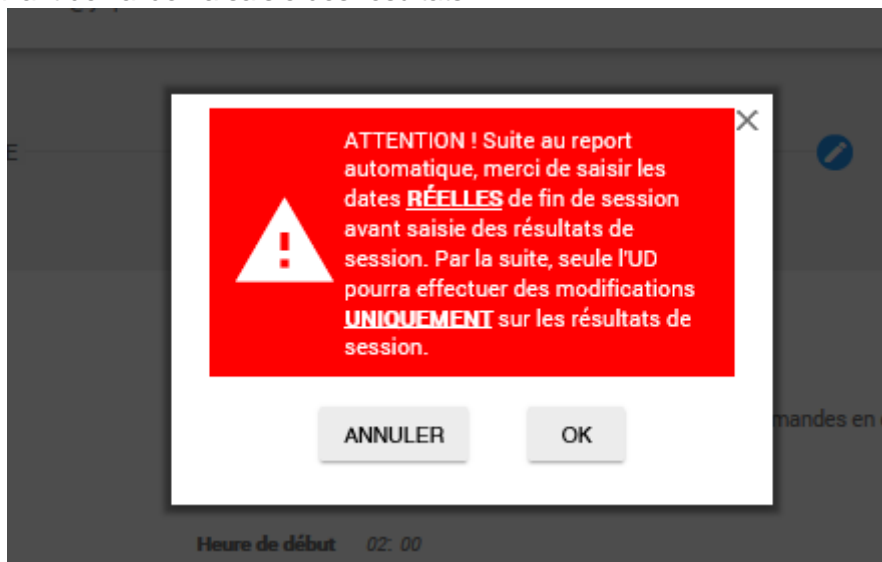 E
ATTENTION ! Suite au report
automatique, merci de saisir les
dates RÉELLES de fin de session
avant saisie des résultats de
session. Par la suite, seule l'UD
pourra effectuer des modifications
UNIQUEMENT sur les résultats de
session.
ANNULER OK
mandes en
Heure de début 02: 00